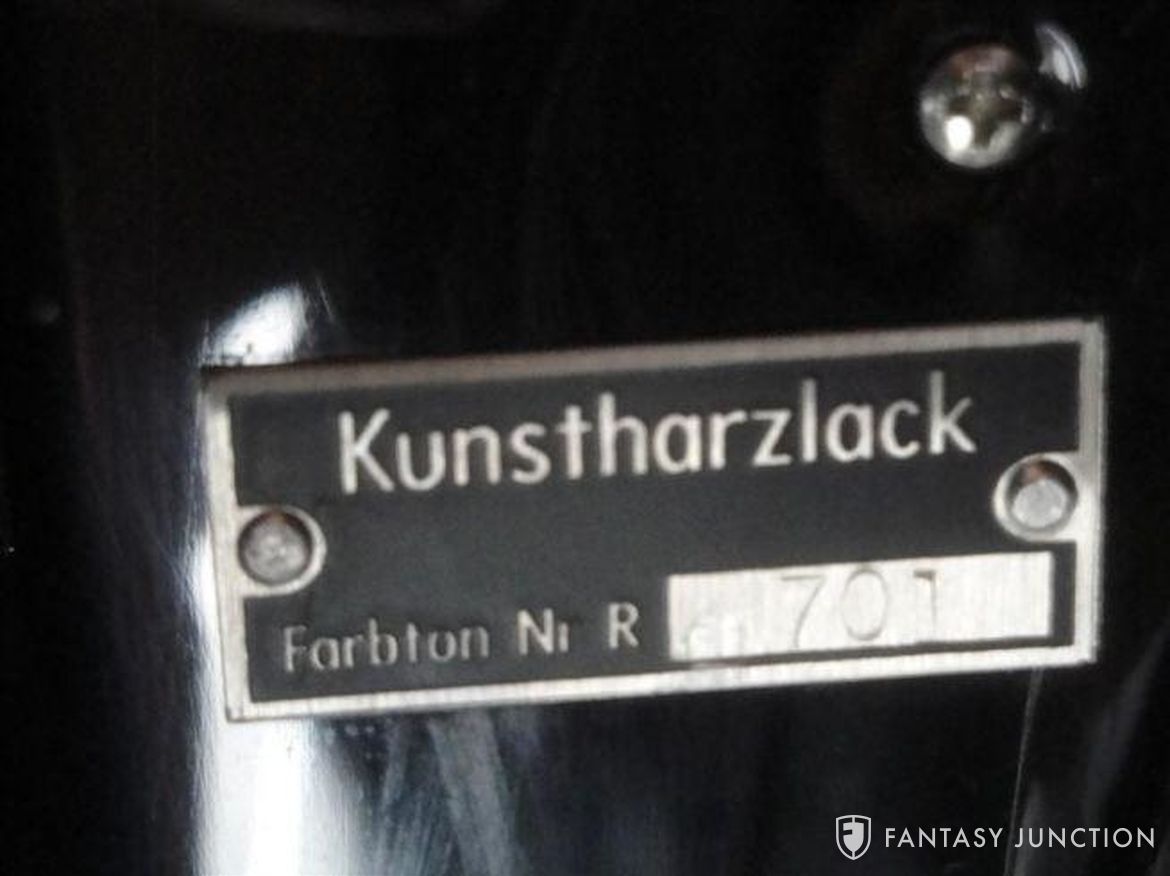 Kunstharzlack
Farbton Nr R 701
FANTASY JUNCTION